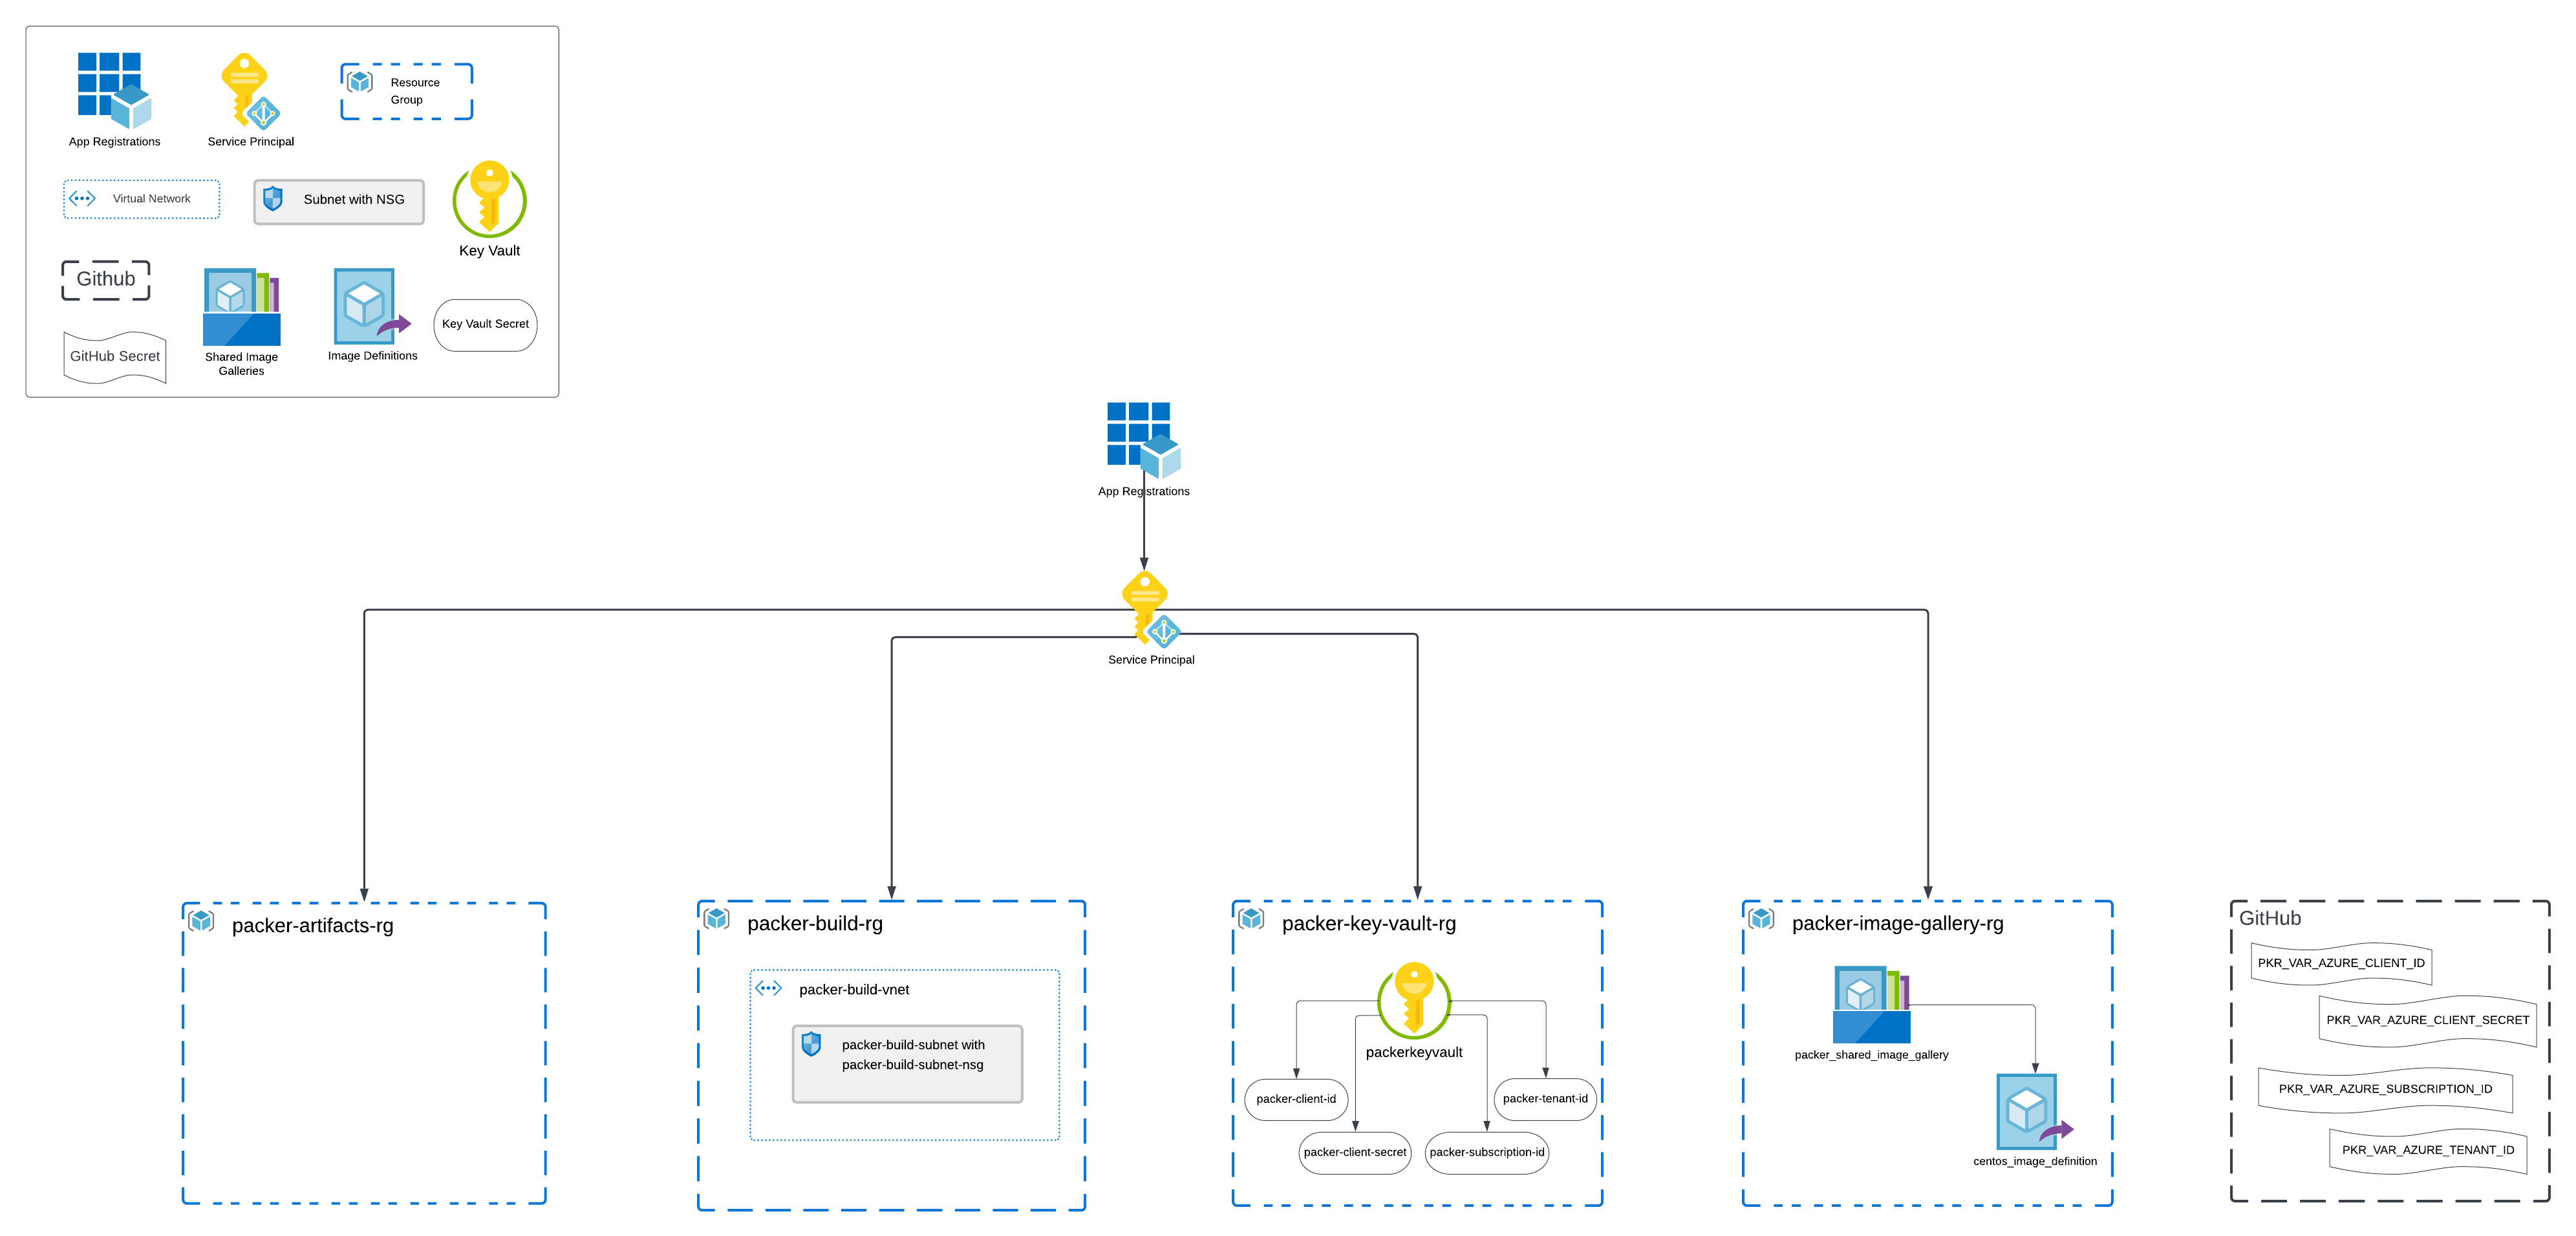 App Registrations
Service Principal
Resource
Group
Virtual Network
Subnet with NSG
Key Vault
Github
GitHub Secret
Shared Image
Galleries
Image Definitions
Key Vault Secret
App Registrations
Service Principal
packer-artifacts-rg
packer-build-rg
packer-build-vnet
packer-build-subnet with
packer-build-subnet-nsg
packer-key-vault-rg
packerkeyvault
packer-client-id
packer-tenant-id
packer-client-secret
packer-subscription-id
packer-image-gallery-rg
packer_shared_image_gallery
centos_image_definition
GitHub
PKR_VAR_AZURE_CLIENT_ID
PKR_VAR_AZURE_CLIENT_SECRET
PKR_VAR_AZURE_SUBSCRIPTION_ID
PKR_VAR_AZURE_TENANT_ID